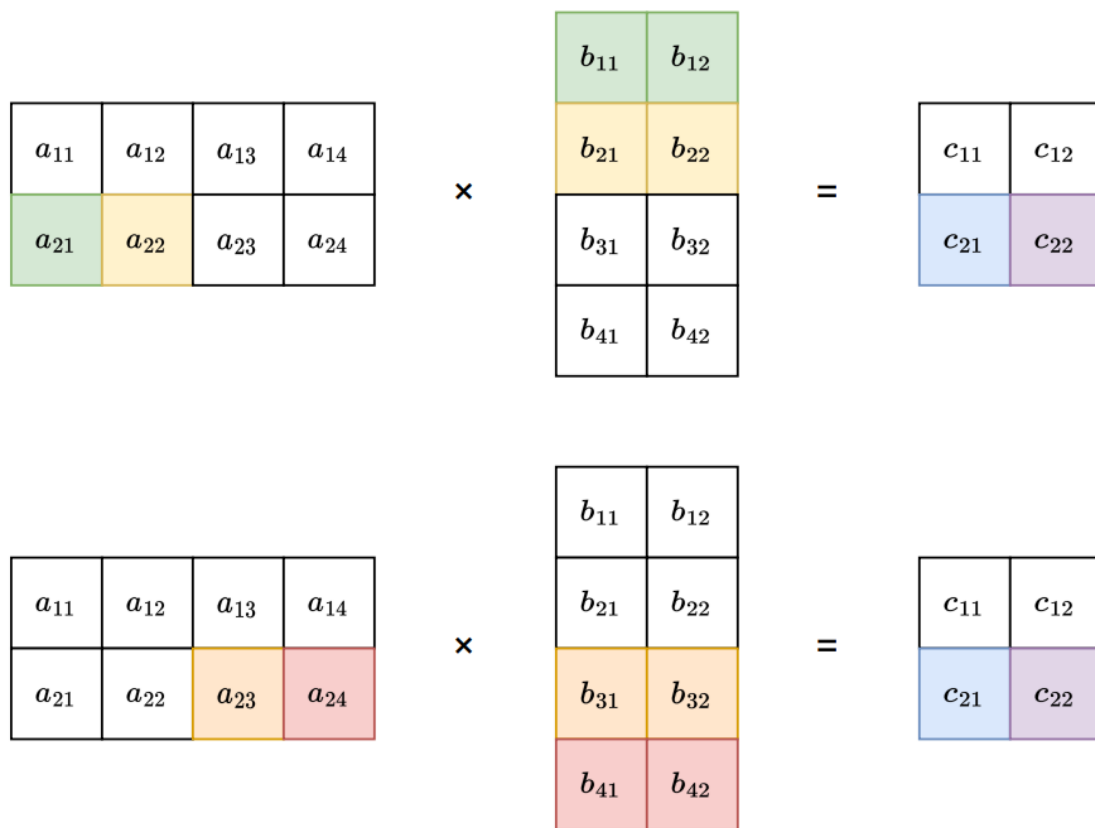 b₁₁ b₁₂
a₁₁ a₁₂ a₁₃ a₁₄ b₂₁ b₂₂ c₁₁ c₁₂
× =
a₂₁ a₂₂ a₂₃ a₂₄ b₃₁ b₃₂ c₂₁ c₂₂
b₄₁ b₄₂
b₁₁ b₁₂
a₁₁ a₁₂ a₁₃ a₁₄ b₂₁ b₂₂ c₁₁ c₁₂
× =
a₂₁ a₂₂ a₂₃ a₂₄ b₃₁ b₃₂ c₂₁ c₂₂
b₄₁ b₄₂